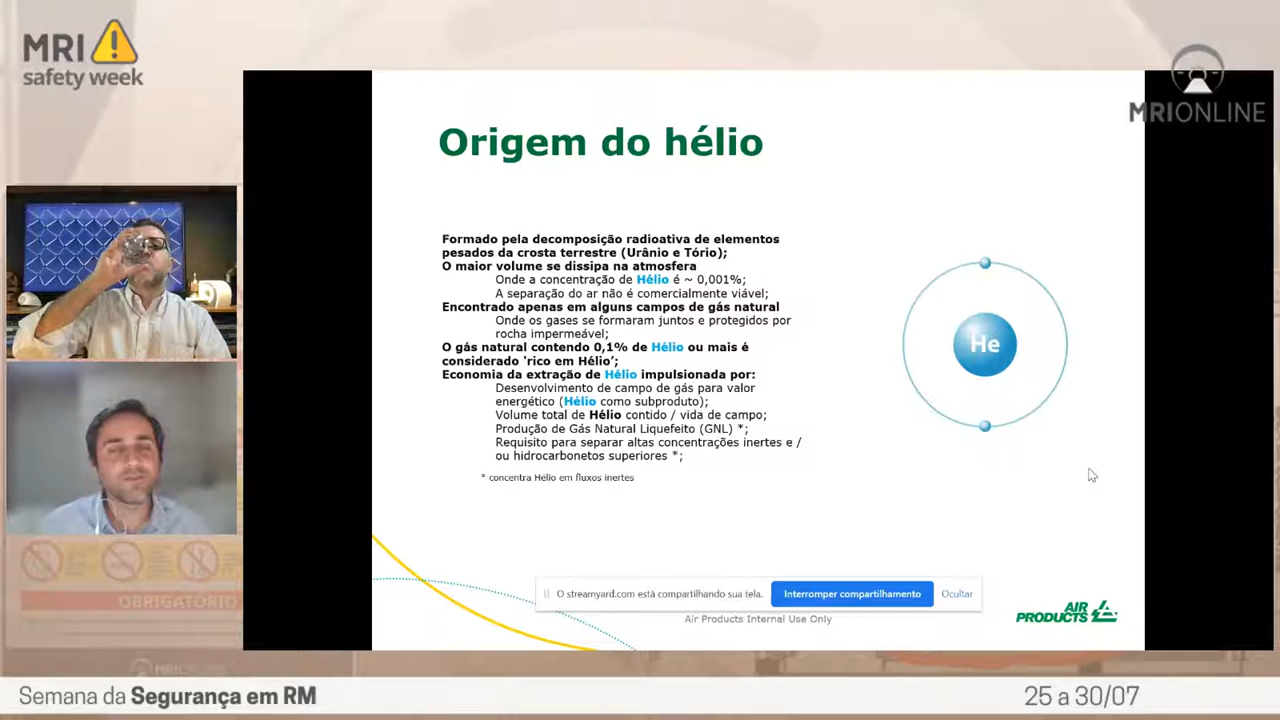 MRI
safety week
MRIONLINE
Origem do hélio
Formado pela decomposição radioativa de elementos
pesados da crosta terrestre (Urânio e Tório);
O maior volume se dissipa na atmosfera
Onde a concentração de Hélio é ~ 0,001%;
A separação do ar não é comercialmente viável;
Encontrado apenas em alguns campos de gás natural
Onde os gases se formaram juntos e protegidos por
rocha impermeável;
O gás natural contendo 0,1% de Hélio ou mais é
considerado 'rico em Hélio’;
Economia da extração de Hélio impulsionada por:
Desenvolvimento de campo de gás para valor
energético (Hélio como subproduto);
Volume total de Hélio contido / vida de campo;
Produção de Gás Natural Liquefeito (GNL) *;
Requisito para separar altas concentrações inertes e /
ou hidrocarbonetos superiores *;
* concentra Hélio em fluxos inertes
He
O streamyard.com está compartilhando sua tela.
Interromper compartilhamento
Ocultar
Air Products Internal Use Only
AIR
PRODUCTS
OBRIGATÓRIO
Semana da Segurança em RM
25 a 30/07